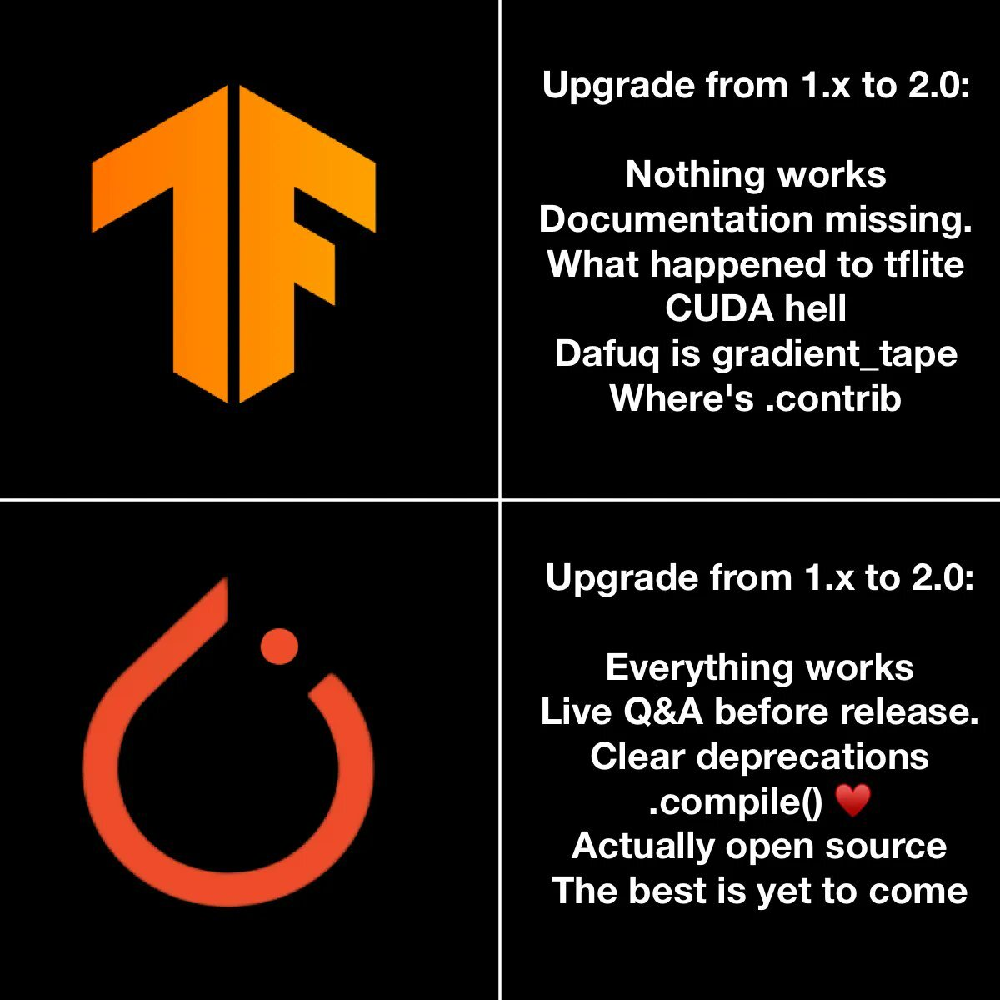 Upgrade from 1.x to 2.0:
Nothing works
Documentation missing.
What happened to tflite
CUDA hell
Dafuq is gradient_tape
Where's .contrib
Upgrade from 1.x to 2.0:
Everything works
Live Q&A before release.
Clear deprecations
.compile() ♥️
Actually open source
The best is yet to come